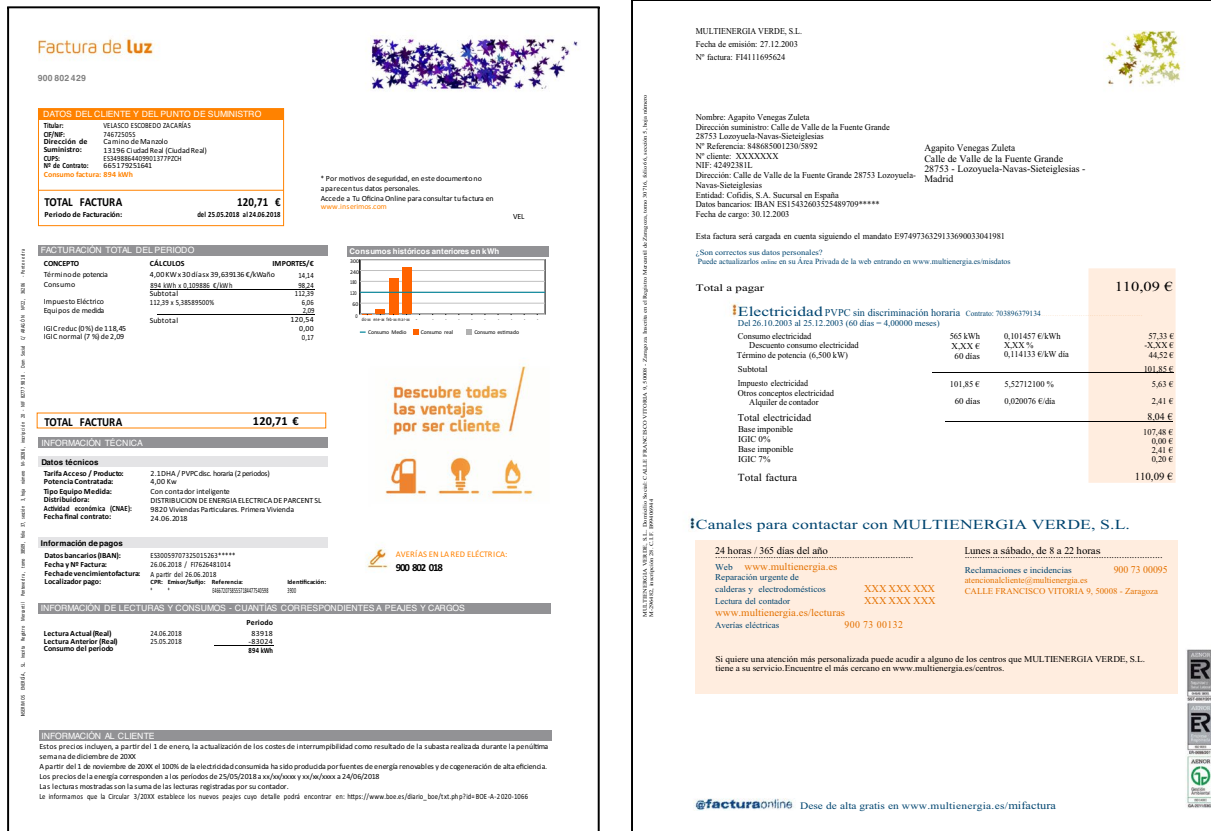 Factura de luz
900 802 429
DATOS DEL CLIENTE Y DEL PUNTO DE SUMINISTRO
Titular: VELASCO ESCOBEDO ZACARÍAS
CIF/NIF: 74672505S
Dirección de Suministro: Camino de Manzolo
13196 Ciudad Real (Ciudad Real)
CUPS: ES3498864409901377PZCH
Nº de Contrato: 665179251641
Consumo factura: 894 kWh
TOTAL FACTURA 120,71 €
Periodo de Facturación: del 25.05.2018 al 24.06.2018
* Por motivos de seguridad, en este documento no
aparecen tus datos personales.
Accede a Tu Oficina Online para consultar tu factura en
www.inserimos.com
VEL
FACTURACIÓN TOTAL DEL PERIODO
CONCEPTO CÁLCULOS IMPORTES/€
Término de potencia 4,00 KW x 30 días x 39,639136 €/kWaño 14,14
Consumo 894 kWh x 0,109886 €/kWh 98,24
Subtotal 112,39
Impuesto Eléctrico 112,39 x 5,38589500% 6,06
Equipos de medida 2,09
Subtotal 120,54
IGIC reduc (0%) de 118,45 0,00
IGIC normal (7 %) de 2,09 0,17
Consumos históricos anteriores en kWh
300
240
180
120
60
0
Consumo Medio Consumo real Consumo estimado
Descubre todas
las ventajas
por ser cliente
TOTAL FACTURA 120,71 €
INFORMACIÓN TÉCNICA
Datos técnicos
Tarifa Acceso / Producto: 2.1DHA / PVPC disc. horaria (2 periodos)
Potencia Contratada: 4,00 Kw
Tipo Equipo Medida: Con contador inteligente
Distribuidora: DISTRIBUCION DE ENERGIA ELECTRICA DE PARCENT SL
Actividad económica (CNAE): 9820 Viviendas Particulares. Primera Vivienda
Fecha final contrato: 24.06.2018
Información de pagos
Datos bancarios (IBAN): ES30059707325015263*****
Fecha y Nº Factura: 26.06.2018 / FI7626481014
Fecha de vencimiento factura: A partir del 26.06.2018
Localizador pago: CPR: Emisor/Sufijo: Referencia: Identificación:
* * 3900
AVERÍAS EN LA RED ELÉCTRICA:
900 802 018
INFORMACIÓN DE LECTURAS Y CONSUMOS - CUANTÍAS CORRESPONDIENTES A PEAJES Y CARGOS
Periodo
Lectura Actual (Real) 24.06.2018 83918
Lectura Anterior (Real) 25.05.2018 -83024
Consumo del periodo 894 kWh
INFORMACIÓN AL CLIENTE
Estos precios incluyen, a partir del 1 de enero, la actualización de los costes de interrumpibilidad como resultado de la subasta realizada durante la penúltima
semana de diciembre de 20XX
A partir del 1 de noviembre de 20XX el 100% de la electricidad consumida ha sido producida por fuentes de energía renovables y de cogeneración de alta eficiencia.
Los precios de la energía corresponden a los periodos de 25/05/2018 a xx/xx/xxxx y xx/xx/xxxx a 24/06/2018
Las lecturas mostradas son la suma de las lecturas registradas por su contador.
Le informamos que la Circular 3/20XX establece los nuevos peajes cuyo detalle podrá encontrar en: https://www.boe.es/diario_boe/txt.php?id=BOE-A-2020-1066
MULTIENERGIA VERDE, S.L.
Fecha de emisión: 27.12.2003
Nº factura: FI4111695624
Nombre: Agapito Venegas Zuleta
Dirección suministro: Calle de Valle de la Fuente Grande
28753 Lozoyuela-Navas-Sieteiglesias
Nº Referencia: 848685001230/5892
Nº cliente: XXXXXXX
NIF: 42492381L
Dirección: Calle de Valle de la Fuente Grande 28753 Lozoyuela-
Navas-Sieteiglesias
Entidad: Cofidis, S.A. Sucursal en España
Datos bancarios: IBAN ES15432603525489709*****
Fecha de cargo: 30.12.2003
Agapito Venegas Zuleta
Calle de Valle de la Fuente Grande
28753 - Lozoyuela-Navas-Sieteiglesias -
Madrid
Esta factura será cargada en cuenta siguiendo el mandato E9749736329133690033041981
¿Son correctos sus datos personales?
Puede actualizarlos online en su Área Privada de la web entrando en www.multienergia.es/misdatos
Total a pagar 110,09 €
Electricidad PVPC sin discriminación horaria Contrato: 703896379134
Del 26.10.2003 al 25.12.2003 (60 días = 4,00000 meses)
Consumo electricidad 565 kWh 0,101457 €/kWh 57,33 €
Descuento consumo electricidad X,XX € X,XX % -X,XX €
Término de potencia (6,500 kW) 60 días 0,114133 €/kW día 44,52 €
Subtotal 101,85 €
Impuesto electricidad 101,85 € 5,52712100 % 5,63 €
Otros conceptos electricidad
Alquiler de contador 60 días 0,020076 €/día 2,41 €
Total electricidad 8,04 €
Base imponible 107,48 €
IGIC 0% 0,00 €
Base imponible 2,41 €
IGIC 7% 0,20 €
Total factura 110,09 €
Canales para contactar con MULTIENERGIA VERDE, S.L.
24 horas / 365 días del año
Web www.multienergia.es
Reparación urgente de
calderas y electrodomésticos XXX XXX XXX
Lectura del contador XXX XXX XXX
www.multienergia.es/lecturas
Averías eléctricas 900 73 00132
Lunes a sábado, de 8 a 22 horas
Reclamaciones e incidencias 900 73 00095
atencionalcliente@multienergia.es
CALLE FRANCISCO VITORIA 9, 50008 - Zaragoza
Si quiere una atención más personalizada puede acudir a alguno de los centros que MULTIENERGIA VERDE, S.L.
tiene a su servicio.Encuentre el más cercano en www.multienergia.es/centros.
AENOR
ER
AENOR
ER
AENOR
@facturaonline Dese de alta gratis en www.multienergia.es/mifactura